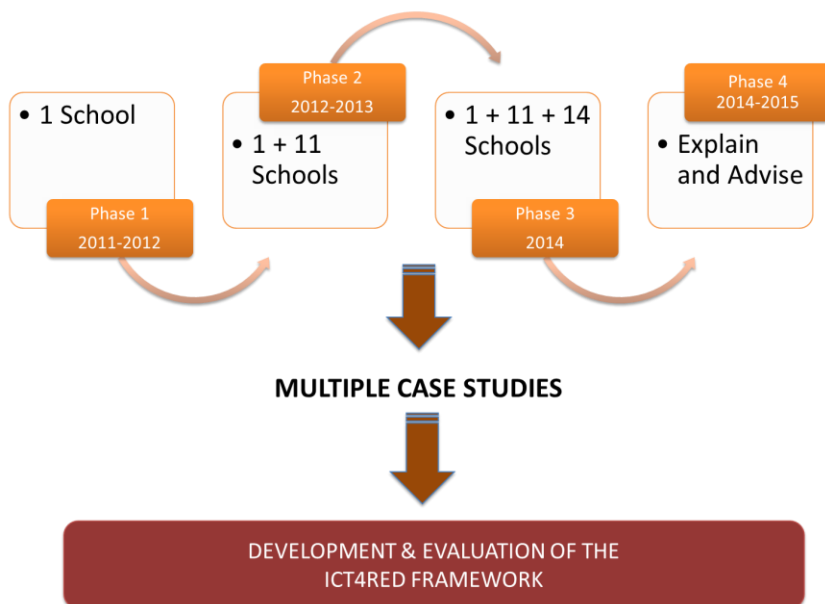 • 1 School
Phase 1
2011-2012
Phase 2
2012-2013
• 1 + 11
Schools
• 1 + 11 + 14
Schools
Phase 3
2014
Phase 4
2014-2015
• Explain
and Advise
MULTIPLE CASE STUDIES
DEVELOPMENT & EVALUATION OF THE
ICT4RED FRAMEWORK